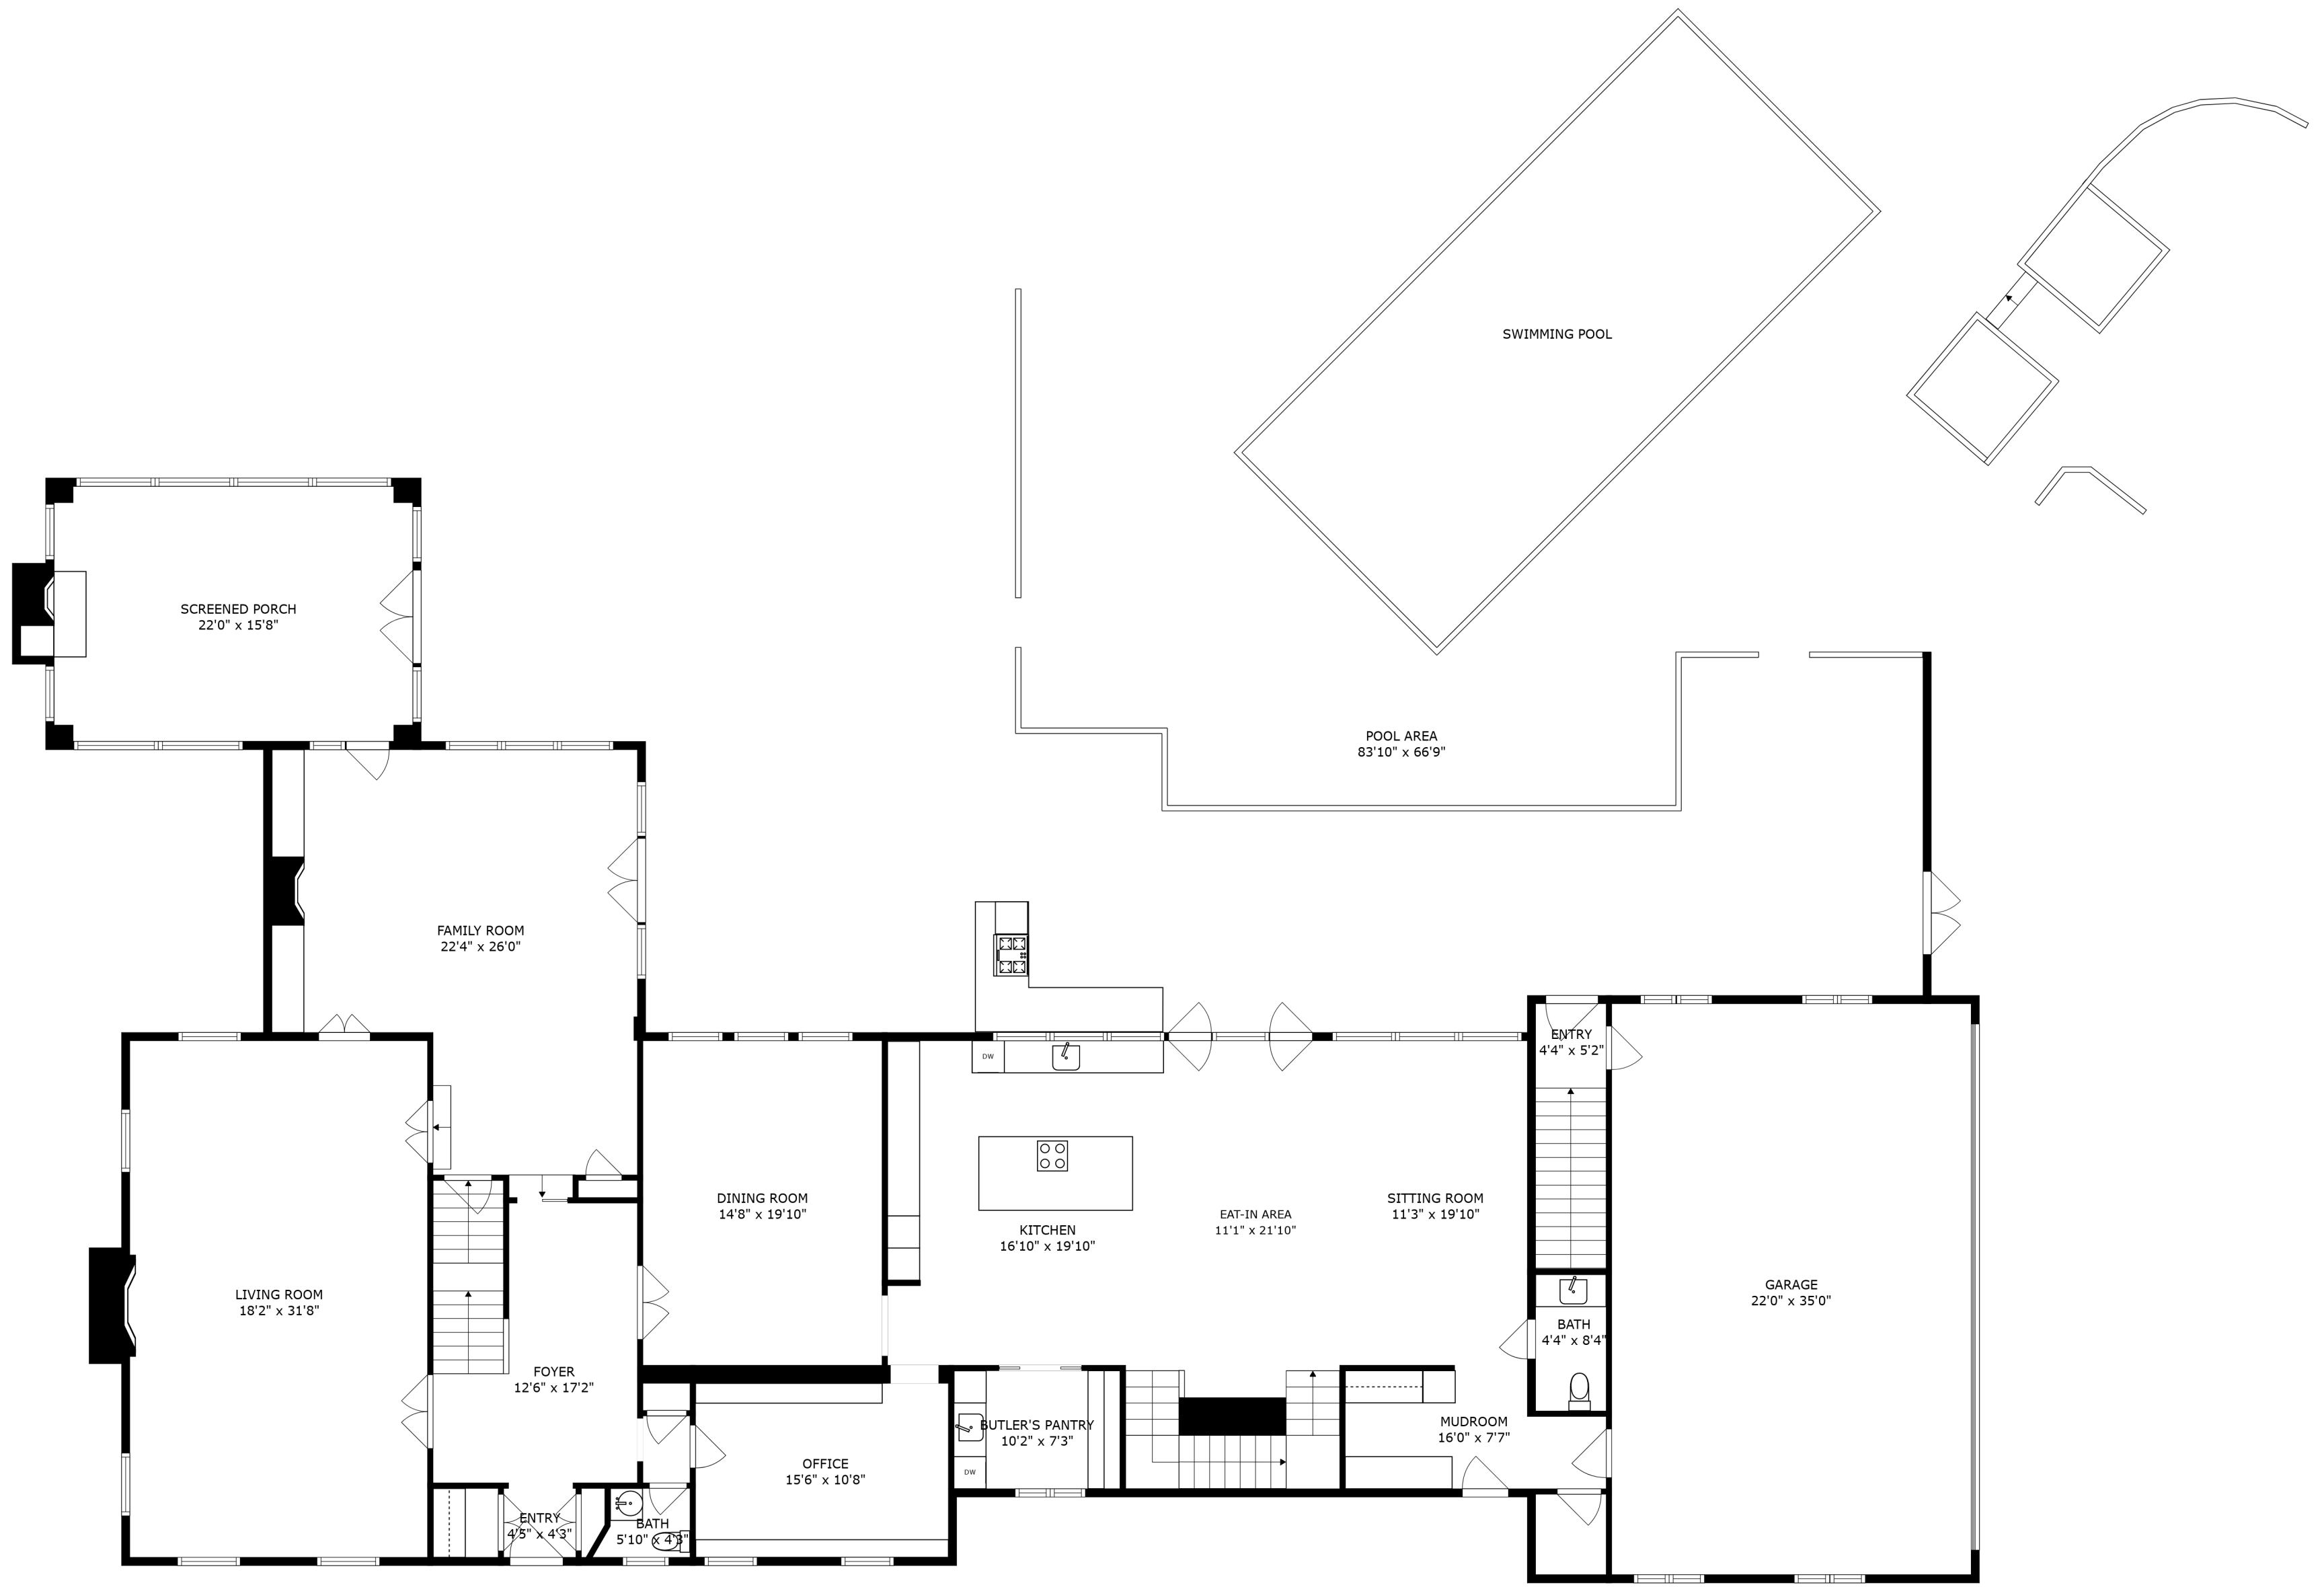 SWIMMING POOL
SCREENED PORCH
22'0" x 15'8"
POOL AREA
83'10" x 66'9"
FAMILY ROOM
22'4" x 26'0"
ENTRY
4'4" x 5'2"
DW
DINING ROOM
14'8" x 19'10"
KITCHEN
16'10" x 19'10"
EAT-IN AREA
11'1" x 21'10"
SITTING ROOM
11'3" x 19'10"
LIVING ROOM
18'2" x 31'8"
GARAGE
22'0" x 35'0"
BATH
4'4" x 8'4"
FOYER
12'6" x 17'2"
BUTLER'S PANTRY
10'2" x 7'3"
MUDROOM
16'0" x 7'7"
OFFICE
15'6" x 10'8"
DW
ENTRY
4'5" x 4'3"
BATH
5'10" x 4'3"